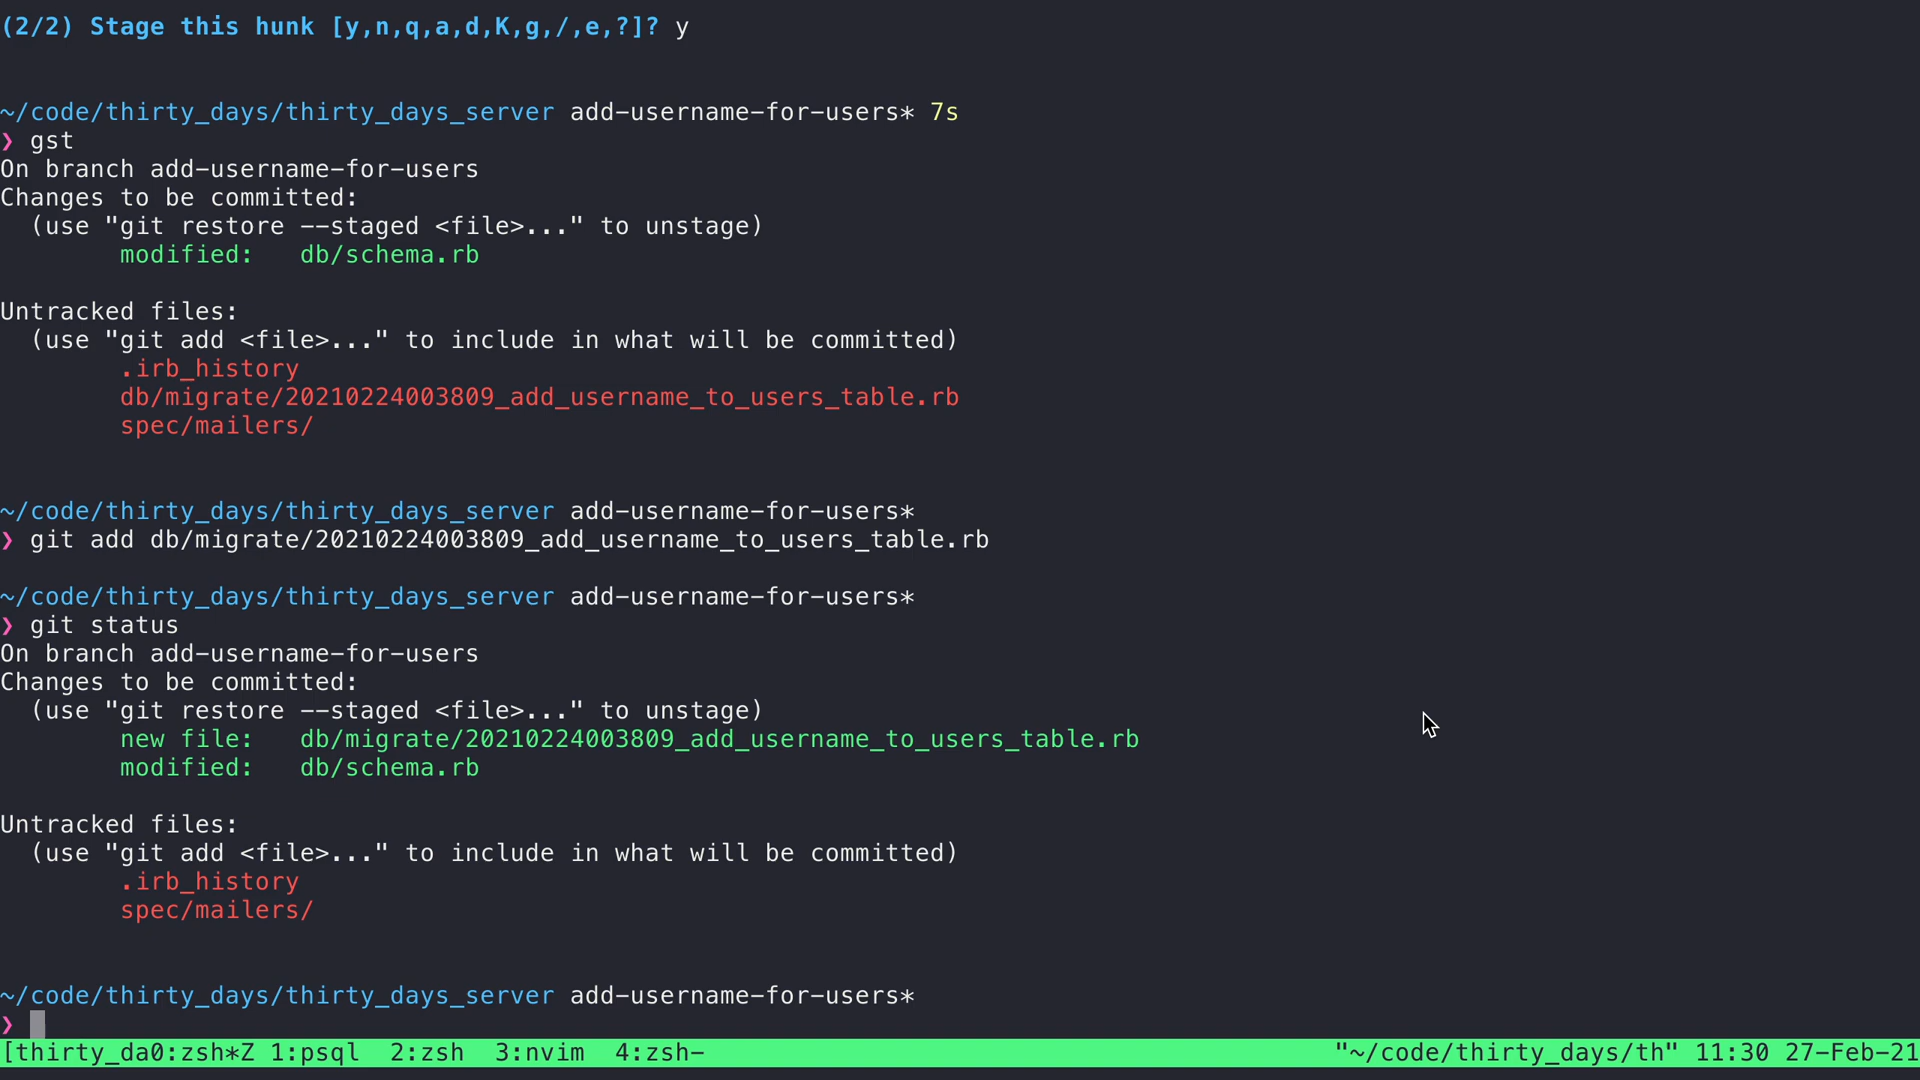 (2/2) Stage this hunk [y,n,q,a,d,K,g,/,e,?]? y
~/code/thirty_days/thirty_days_server add-username-for-users* 7s
❯ gst
On branch add-username-for-users
Changes to be committed:
  (use "git restore --staged <file>..." to unstage)
        modified:   db/schema.rb
Untracked files:
  (use "git add <file>..." to include in what will be committed)
        .irb_history
        db/migrate/20210224003809_add_username_to_users_table.rb
        spec/mailers/
~/code/thirty_days/thirty_days_server add-username-for-users*
❯ git add db/migrate/20210224003809_add_username_to_users_table.rb
~/code/thirty_days/thirty_days_server add-username-for-users*
❯ git status
On branch add-username-for-users
Changes to be committed:
  (use "git restore --staged <file>..." to unstage)
        new file:   db/migrate/20210224003809_add_username_to_users_table.rb
        modified:   db/schema.rb
Untracked files:
  (use "git add <file>..." to include in what will be committed)
        .irb_history
        spec/mailers/
~/code/thirty_days/thirty_days_server add-username-for-users*
❯
[thirty_da0:zsh*Z 1:psql  2:zsh  3:nvim  4:zsh-  "~/code/thirty_days/th" 11:30 27-Feb-21